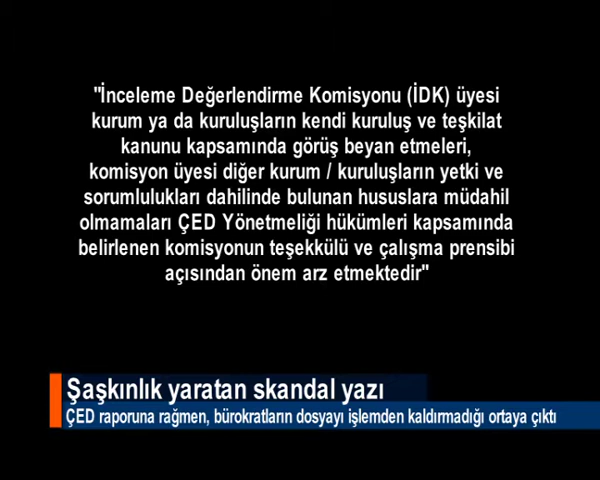 "İnceleme Değerlendirme Komisyonu (İDK) üyesi
kurum ya da kuruluşların kendi kuruluş ve teşkilat
kanunu kapsamında görüş beyan etmeleri,
komisyon üyesi diğer kurum / kuruluşların yetki ve
sorumlulukları dahilinde bulunan hususlara müdahil
olmamaları ÇED Yönetmeliği hükümleri kapsamında
belirlenen komisyonun teşekkülü ve çalışma prensibi
açısından önem arz etmektedir"
Şaşkınlık yaratan skandal yazı
ÇED raporuna rağmen, bürokratların dosyayı işlemden kaldırmadığı ortaya çıktı